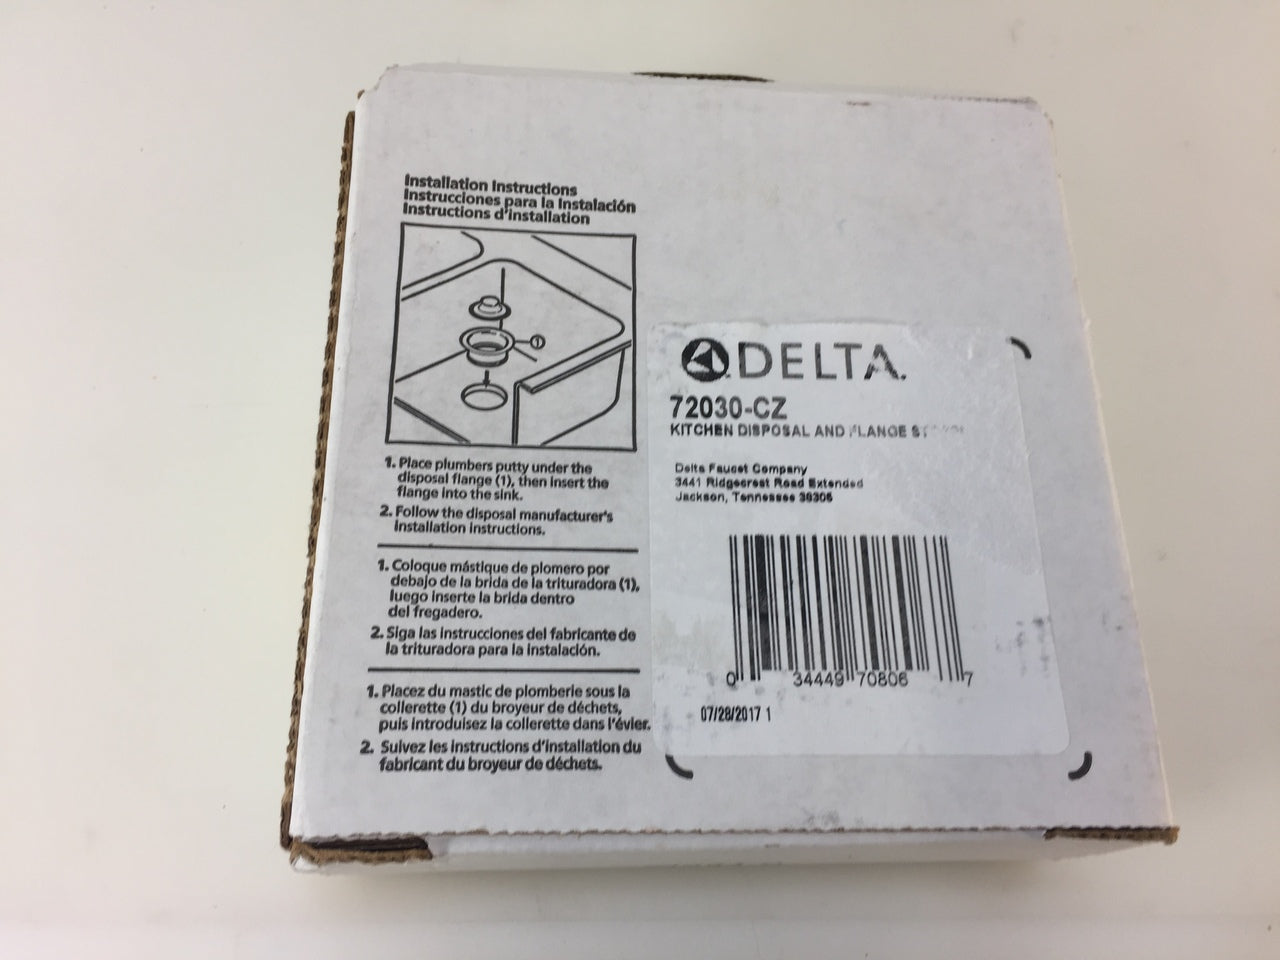 Installation Instructions
Instrucciones para la Instalación
Instructions d'installation
1
1. Place plumbers putty under the
disposal flange (1), then insert the
flange into the sink.
2. Follow the disposal manufacturer's
installation instructions.
1. Coloque mástique de plomero por
debajo de la brida de la trituradora (1),
luego inserte la brida dentro
del fregadero.
2. Siga las instrucciones del fabricante de
la trituradora para la instalación.
1. Placez du mastic de plomberie sous la
collerette (1) du broyeur de déchets,
puis introduisez la collerette dans l'évier.
2. Suivez les instructions d'installation du
fabricant du broyeur de déchets.
DELTA.
72030-CZ
KITCHEN DISPOSAL AND FLANGE
Delta Faucet Company
3441 Ridgecrest Road Extended
Jackson, Tennessee 38305
0 34449 70806 7
07/28/2017 1